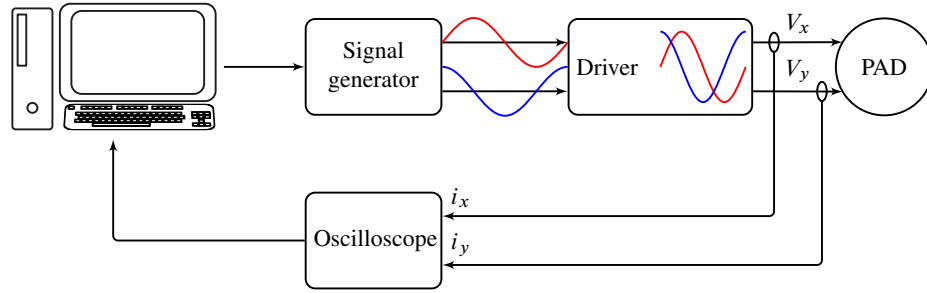 Signal
generator
Driver
V_x
V_y
PAD
Oscilloscope
i_x
i_y